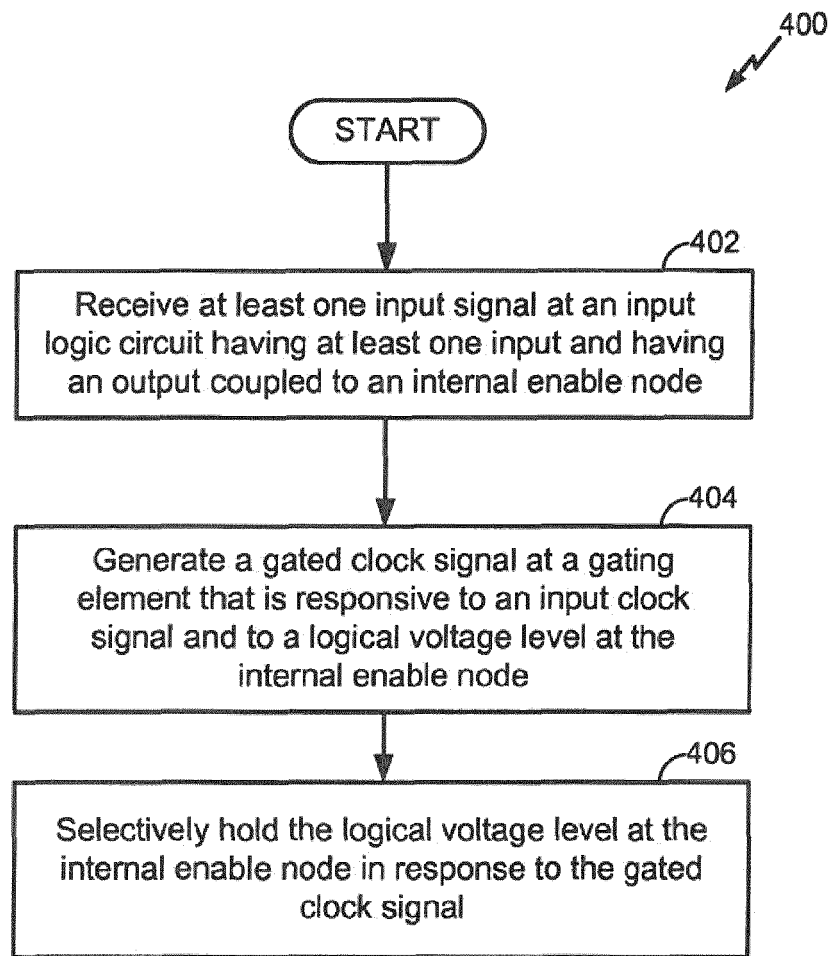 400
START
402
Receive at least one input signal at an input
logic circuit having at least one input and having
an output coupled to an internal enable node
404
Generate a gated clock signal at a gating
element that is responsive to an input clock
signal and to a logical voltage level at the
internal enable node
406
Selectively hold the logical voltage level at the
internal enable node in response to the gated
clock signal